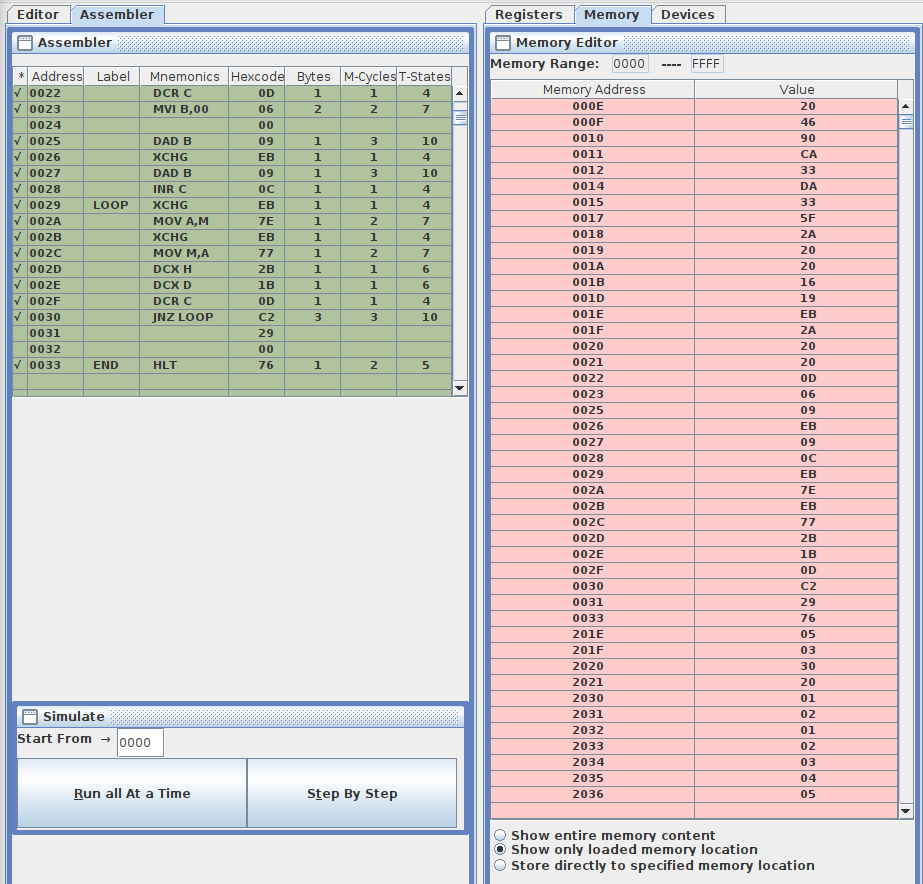 Editor Assembler
Assembler
* Address Label Mnemonics Hexcode Bytes M-Cycles T-States
√ 0022 DCR C 0D 1 1 4
√ 0023 MVI B,00 06 2 2 7
0024 00
√ 0025 DAD B 09 1 3 10
√ 0026 XCHG EB 1 1 4
√ 0027 DAD B 09 1 3 10
√ 0028 INR C 0C 1 1 4
√ 0029 LOOP XCHG EB 1 1 4
√ 002A MOV A,M 7E 1 2 7
√ 002B XCHG EB 1 1 4
√ 002C MOV M,A 77 1 2 7
√ 002D DCX H 2B 1 1 6
√ 002E DCX D 1B 1 1 6
√ 002F DCR C 0D 1 1 4
√ 0030 JNZ LOOP C2 3 3 10
0031 29
0032 00
√ 0033 END HLT 76 1 2 5
Simulate
Start From → 0000
Run all At a Time Step By Step
Registers Memory Devices
Memory Editor
Memory Range: 0000 ---- FFFF
Memory Address Value
000E 20
000F 46
0010 90
0011 CA
0012 33
0014 DA
0015 33
0017 5F
0018 2A
0019 20
001A 20
001B 16
001D 19
001E EB
001F 2A
0020 20
0021 20
0022 0D
0023 06
0025 09
0026 EB
0027 09
0028 0C
0029 EB
002A 7E
002B EB
002C 77
002D 2B
002E 1B
002F 0D
0030 C2
0031 29
0033 76
201E 05
201F 03
2020 30
2021 20
2030 01
2031 02
2032 01
2033 02
2034 03
2035 04
2036 05
Show entire memory content
Show only loaded memory location
Store directly to specified memory location